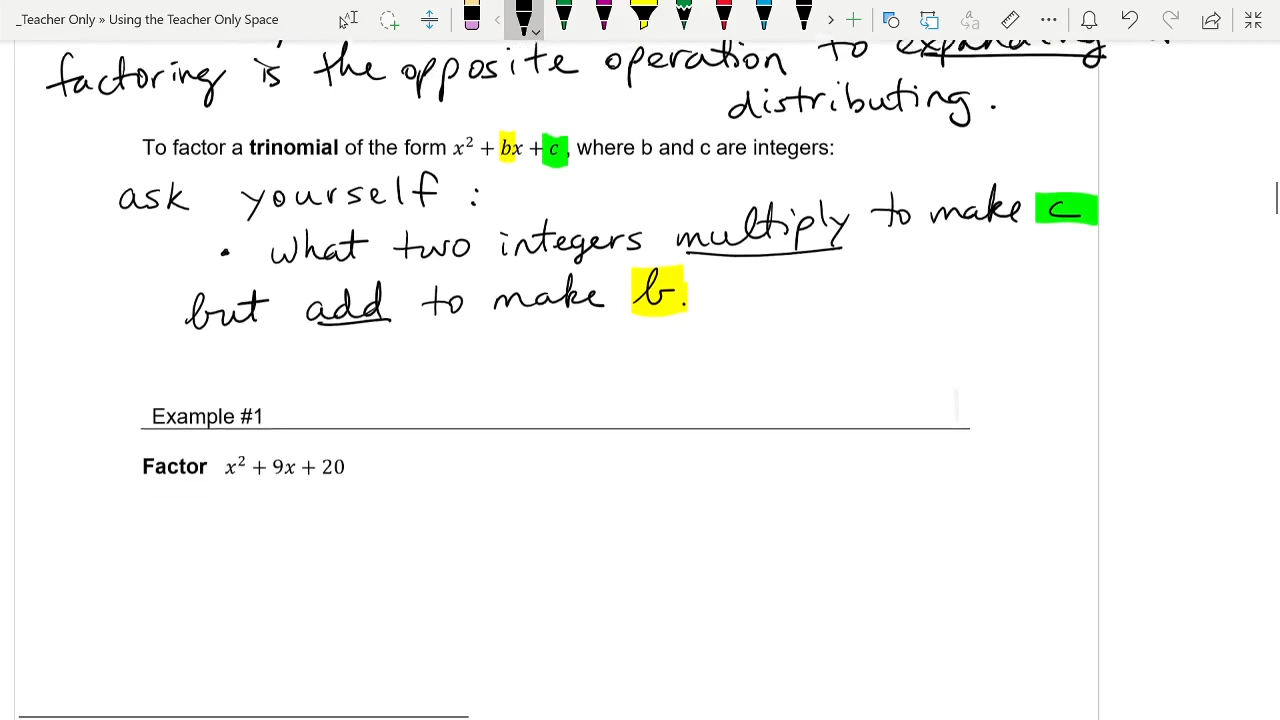 _Teacher Only » Using the Teacher Only Space
factoring is the opposite operation to expanding
distributing.
To factor a trinomial of the form x² + bx + c, where b and c are integers:
ask yourself :
• what two integers multiply to make c
but add to make b.
Example #1
Factor x² + 9x + 20